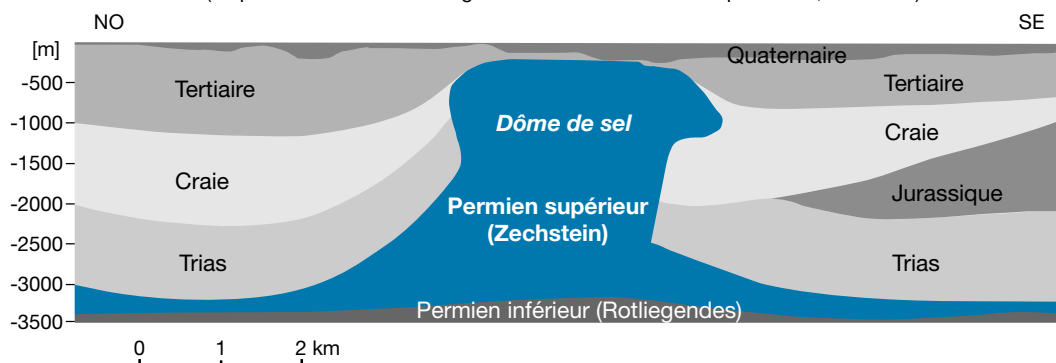 NO
SE
[m]
Quaternaire
-500
Tertiaire
Tertiaire
-1000
Dôme de sel
Craie
-1500
Craie
Jurassique
-2000
Permien supérieur
(Zechstein)
-2500
Trias
Trias
-3000
Permien inférieur (Rotliegendes)
-3500
0 1 2 km